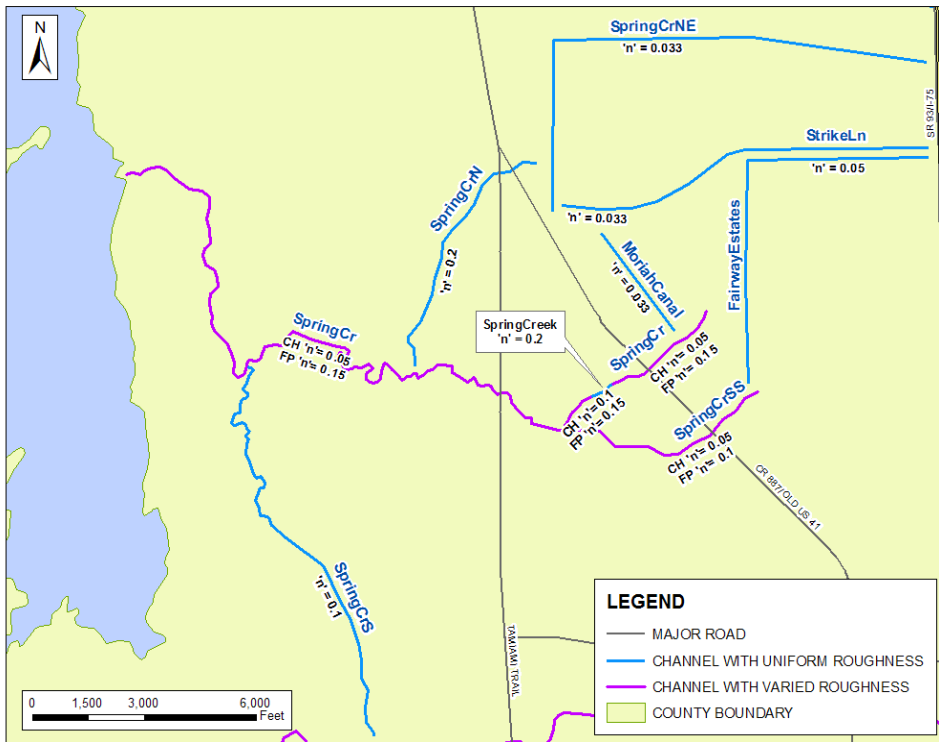 N
SpringCrNE
'n' = 0.033
SR 93/I-75
StrikeLn
'n' = 0.05
SpringCrN
'n' = 0.2
'n' = 0.033
MoriahCanal
'n' = 0.033
FairwayEstates
SpringCreek
'n' = 0.2
SpringCr
CH 'n'= 0.05
FP 'n'= 0.15
SpringCr
CH 'n'= 0.05
FP 'n'= 0.15
CH 'n'= 0.1
FP 'n'= 0.15
SpringCrSS
CH 'n'= 0.05
FP 'n'= 0.1
CR 887/OLD US 41
SpringCrS
'n' = 0.1
TAMIAMI TRAIL
LEGEND
MAJOR ROAD
CHANNEL WITH UNIFORM ROUGHNESS
CHANNEL WITH VARIED ROUGHNESS
COUNTY BOUNDARY
0 1,500 3,000 6,000
Feet